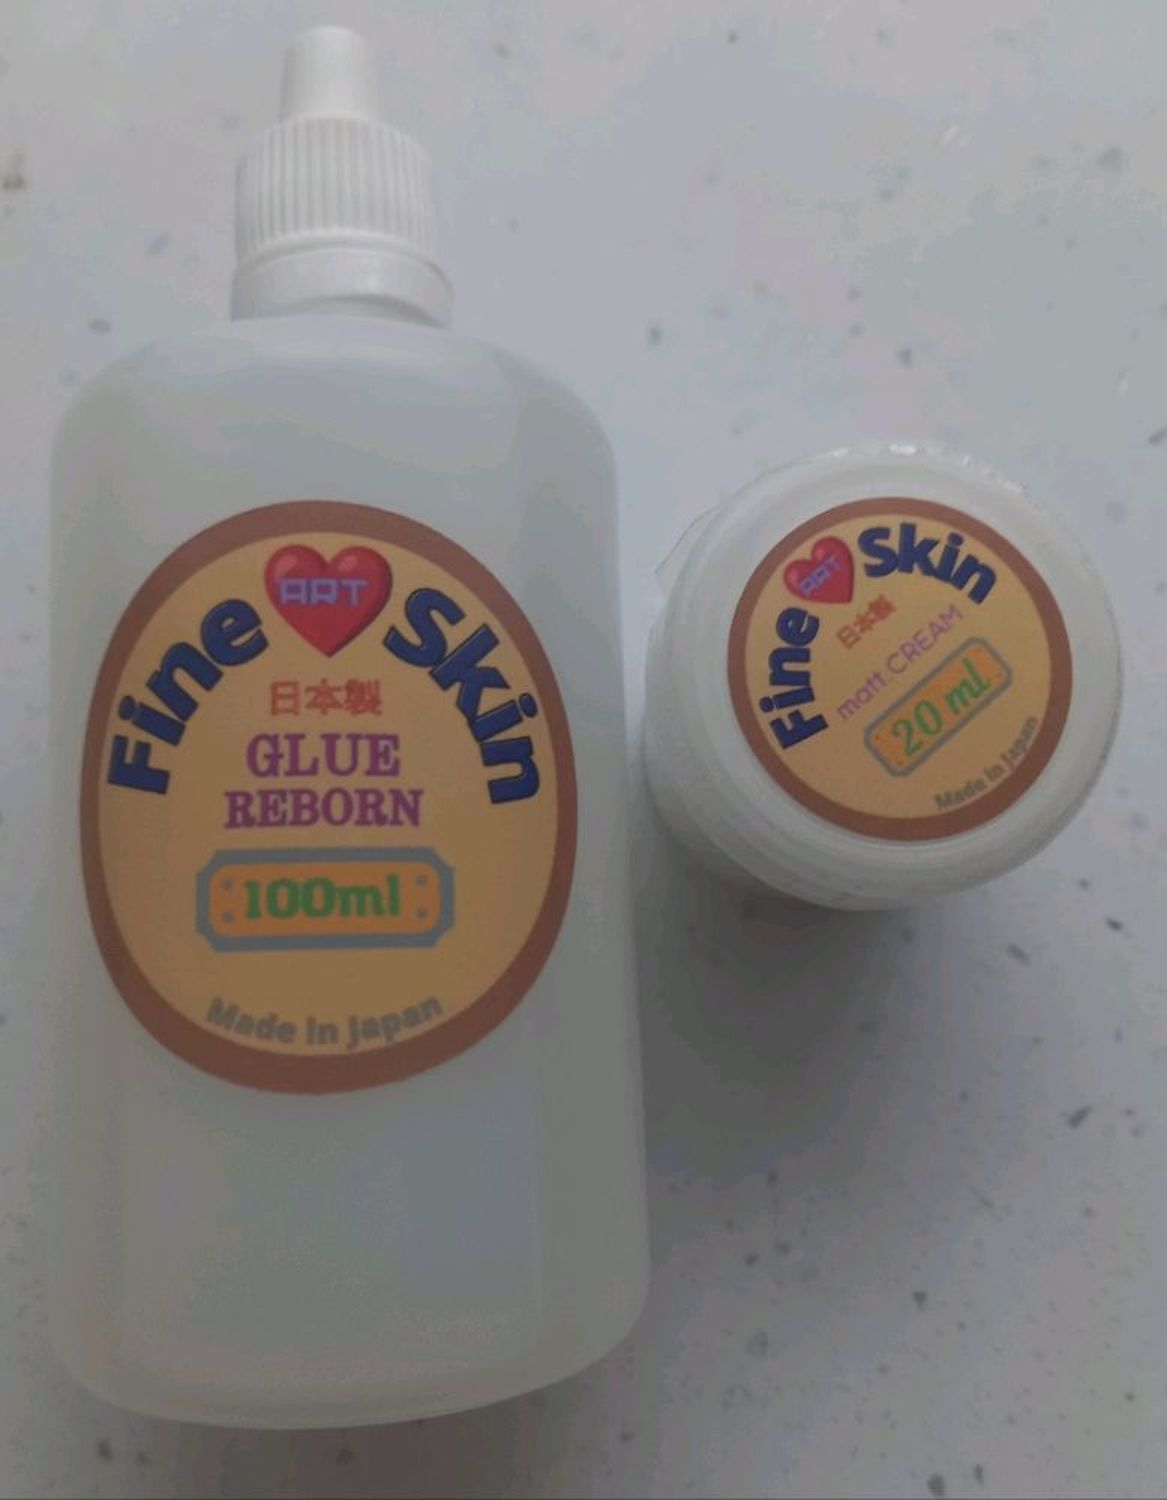 Fine ART Skin
日本製
GLUE
REBORN
100ml
Made in Japan
Fine ART Skin
日本製
matt CREAM
20 ml
Made in Japan